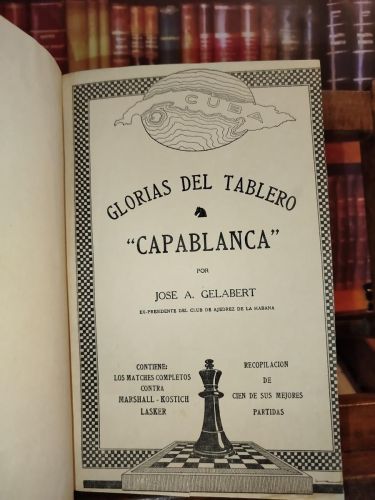 CUBA
GLORIAS DEL TABLERO
"CAPABLANCA"
POR
JOSE A. GELABERT
EX-PRESIDENTE DEL CLUB DE AJEDREZ DE LA HABANA
CONTIENE:
LOS MATCHES COMPLETOS
CONTRA
MARSHALL - KOSTICH
LASKER
RECOPILACION
DE
CIEN DE SUS MEJORES
PARTIDAS